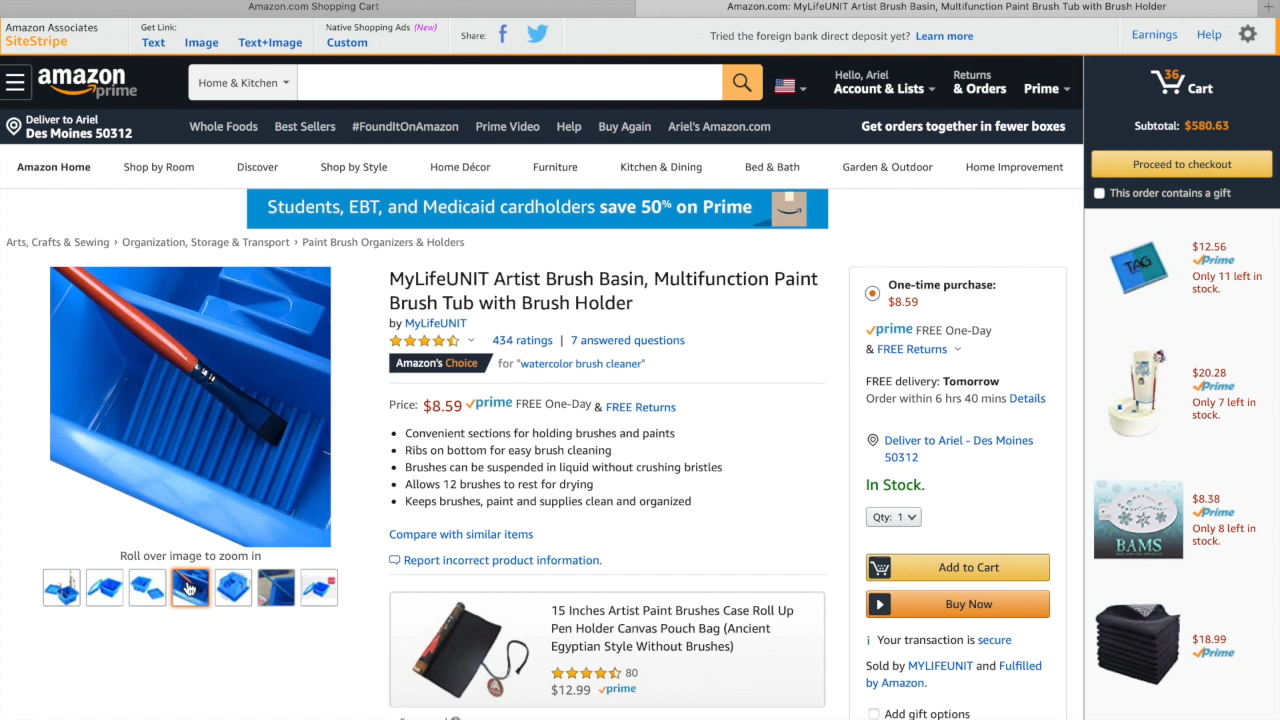 Amazon.com Shopping Cart
Amazon.com: MyLifeUNIT Artist Brush Basin, Multifunction Paint Brush Tub with Brush Holder
Amazon Associates
SiteStripe
Get Link:
Text Image Text+Image
Native Shopping Ads (New)
Custom
Share:
Tried the foreign bank direct deposit yet? Learn more
Earnings Help
amazon
prime
Home & Kitchen
Hello, Ariel
Account & Lists
Returns
& Orders
Prime
36
Cart
Deliver to Ariel
Des Moines 50312
Whole Foods Best Sellers #FoundItOnAmazon Prime Video Help Buy Again Ariel's Amazon.com
Get orders together in fewer boxes
Subtotal: $580.63
Proceed to checkout
This order contains a gift
Amazon Home Shop by Room Discover Shop by Style Home Décor Furniture Kitchen & Dining Bed & Bath Garden & Outdoor Home Improvement
Students, EBT, and Medicaid cardholders save 50% on Prime
Arts, Crafts & Sewing › Organization, Storage & Transport › Paint Brush Organizers & Holders
Roll over image to zoom in
MyLifeUNIT Artist Brush Basin, Multifunction Paint
Brush Tub with Brush Holder
by MyLifeUNIT
434 ratings | 7 answered questions
Amazon's Choice for "watercolor brush cleaner"
Price: $8.59 prime FREE One-Day & FREE Returns
• Convenient sections for holding brushes and paints
• Ribs on bottom for easy brush cleaning
• Brushes can be suspended in liquid without crushing bristles
• Allows 12 brushes to rest for drying
• Keeps brushes, paint and supplies clean and organized
Compare with similar items
Report incorrect product information.
15 Inches Artist Paint Brushes Case Roll Up
Pen Holder Canvas Pouch Bag (Ancient
Egyptian Style Without Brushes)
80
$12.99 prime
One-time purchase:
$8.59
prime FREE One-Day
& FREE Returns
FREE delivery: Tomorrow
Order within 6 hrs 40 mins Details
Deliver to Ariel - Des Moines
50312
In Stock.
Qty: 1
Add to Cart
Buy Now
Your transaction is secure
Sold by MYLIFEUNIT and Fulfilled
by Amazon.
Add gift options
TAG
$12.56
Prime
Only 11 left in
stock.
$20.28
Prime
Only 7 left in
stock.
BAMS
$8.38
Prime
Only 8 left in
stock.
$18.99
Prime